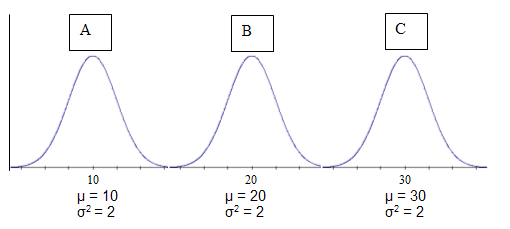 A B C
10 20 30
μ = 10 μ = 20 μ = 30
σ² = 2 σ² = 2 σ² = 2